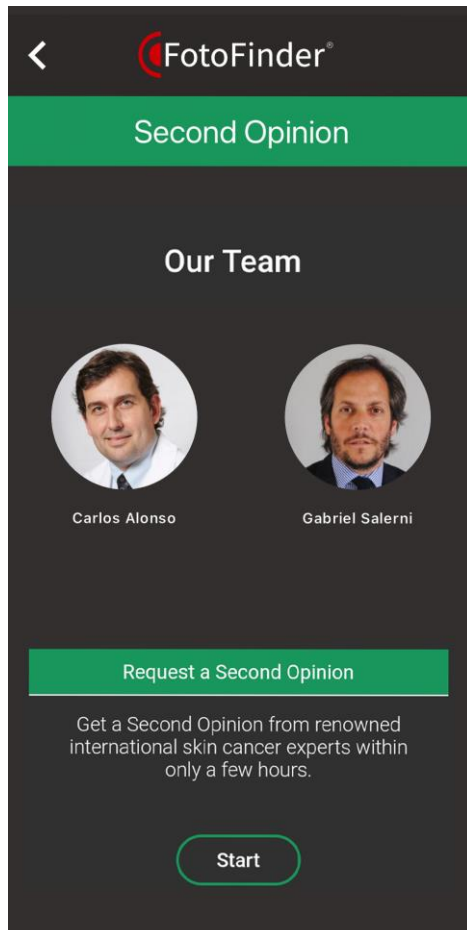 FotoFinder®
Second Opinion
Our Team
Carlos Alonso
Gabriel Salerni
Request a Second Opinion
Get a Second Opinion from renowned
international skin cancer experts within
only a few hours.
Start